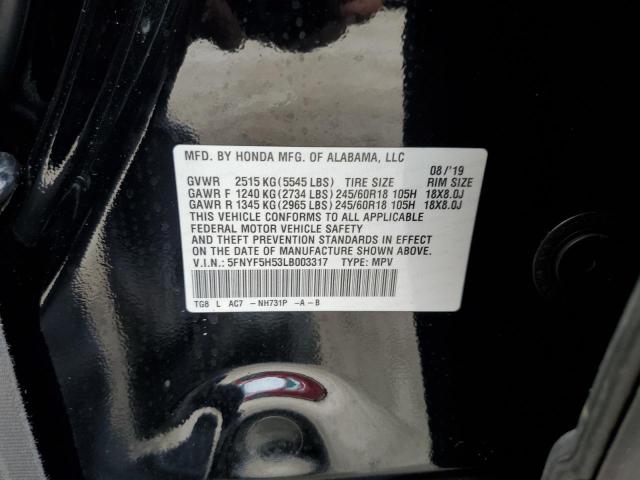 MFD. BY HONDA MFG. OF ALABAMA, LLC
08/'19
GVWR 2515 KG (5545 LBS) TIRE SIZE RIM SIZE
GAWR F 1240 KG (2734 LBS) 245/60R18 105H 18X8.0J
GAWR R 1345 KG (2965 LBS) 245/60R18 105H 18X8.0J
THIS VEHICLE CONFORMS TO ALL APPLICABLE
FEDERAL MOTOR VEHICLE SAFETY
AND THEFT PREVENTION STANDARDS IN EFFECT
ON THE DATE OF MANUFACTURE SHOWN ABOVE.
V.I.N.: 5FNYF5H53LB003317 TYPE: MPV
TG8 L AC7 -NH731P -A-B